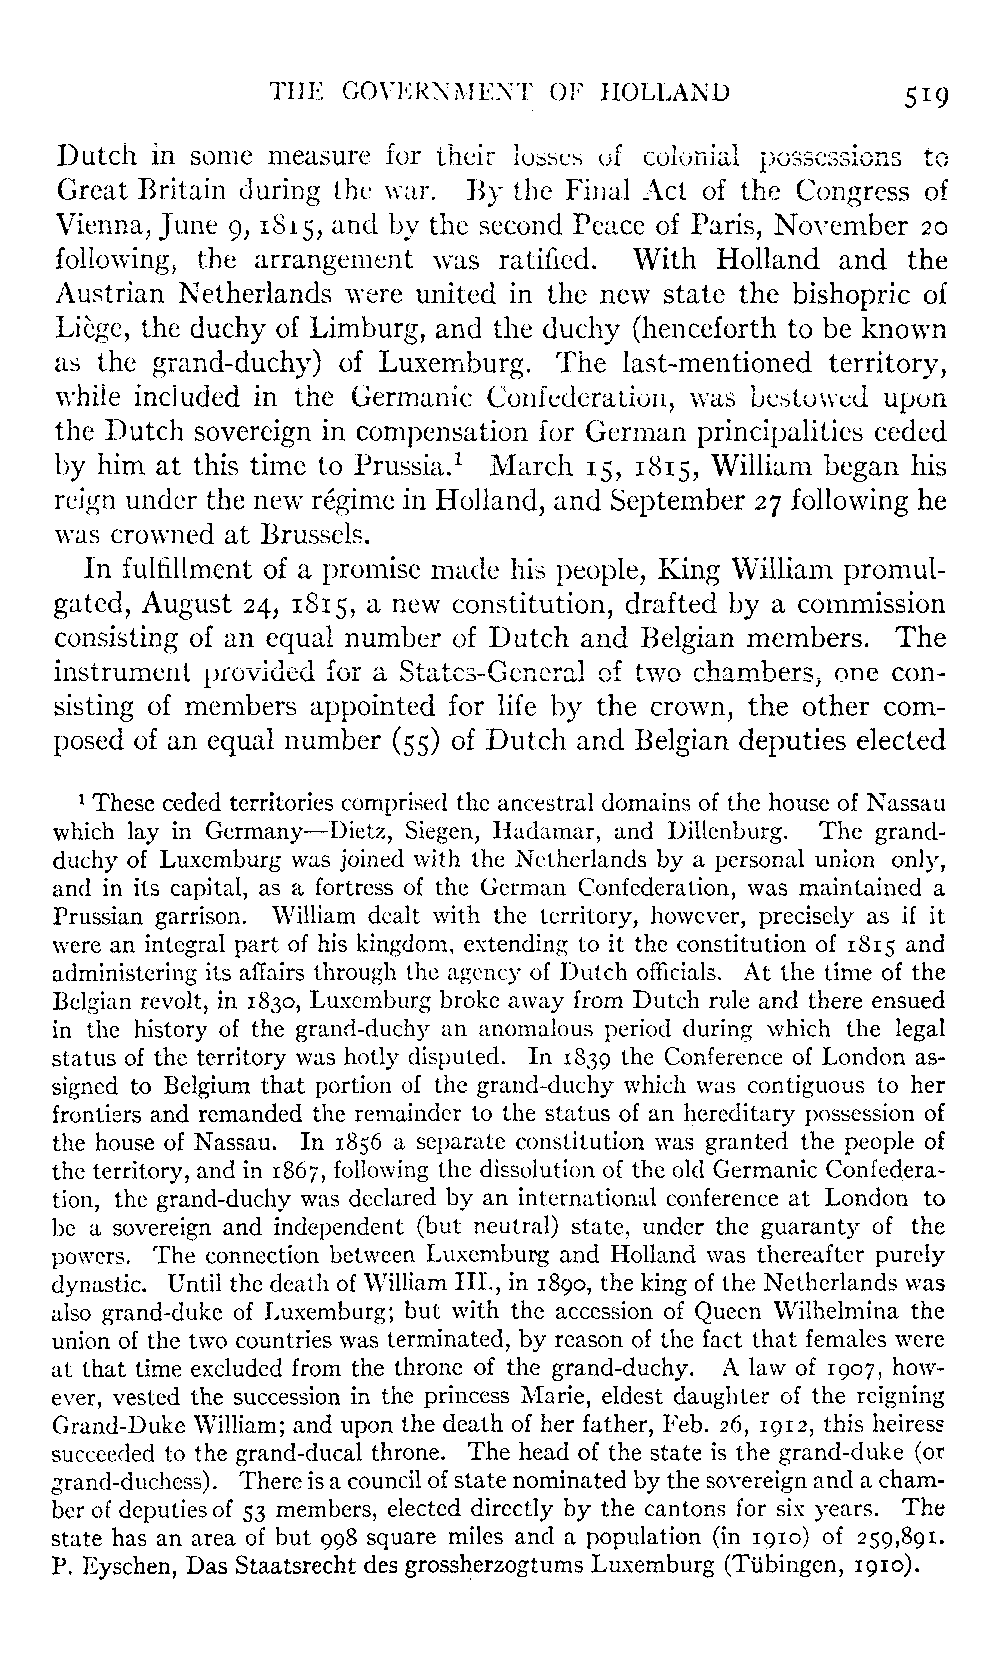 THE GOVERNMENT OF HOLLAND 519
Dutch in some measure for their losses of colonial possessions to
Great Britain during the war. By the Final Act of the Congress of
Vienna, June 9, 1815, and by the second Peace of Paris, November 20
following, the arrangement was ratified. With Holland and the
Austrian Netherlands were united in the new state the bishopric of
Liège, the duchy of Limburg, and the duchy (henceforth to be known
as the grand-duchy) of Luxemburg. The last-mentioned territory,
while included in the Germanic Confederation, was bestowed upon
the Dutch sovereign in compensation for German principalities ceded
by him at this time to Prussia.¹ March 15, 1815, William began his
reign under the new régime in Holland, and September 27 following he
was crowned at Brussels.
In fulfillment of a promise made his people, King William promul-
gated, August 24, 1815, a new constitution, drafted by a commission
consisting of an equal number of Dutch and Belgian members. The
instrument provided for a States-General of two chambers, one con-
sisting of members appointed for life by the crown, the other com-
posed of an equal number (55) of Dutch and Belgian deputies elected
¹ These ceded territories comprised the ancestral domains of the house of Nassau
which lay in Germany—Dietz, Siegen, Hadamar, and Dillenburg. The grand-
duchy of Luxemburg was joined with the Netherlands by a personal union only,
and in its capital, as a fortress of the German Confederation, was maintained a
Prussian garrison. William dealt with the territory, however, precisely as if it
were an integral part of his kingdom, extending to it the constitution of 1815 and
administering its affairs through the agency of Dutch officials. At the time of the
Belgian revolt, in 1830, Luxemburg broke away from Dutch rule and there ensued
in the history of the grand-duchy an anomalous period during which the legal
status of the territory was hotly disputed. In 1839 the Conference of London as-
signed to Belgium that portion of the grand-duchy which was contiguous to her
frontiers and remanded the remainder to the status of an hereditary possession of
the house of Nassau. In 1856 a separate constitution was granted the people of
the territory, and in 1867, following the dissolution of the old Germanic Confedera-
tion, the grand-duchy was declared by an international conference at London to
be a sovereign and independent (but neutral) state, under the guaranty of the
powers. The connection between Luxemburg and Holland was thereafter purely
dynastic. Until the death of William III., in 1890, the king of the Netherlands was
also grand-duke of Luxemburg; but with the accession of Queen Wilhelmina the
union of the two countries was terminated, by reason of the fact that females were
at that time excluded from the throne of the grand-duchy. A law of 1907, how-
ever, vested the succession in the princess Marie, eldest daughter of the reigning
Grand-Duke William; and upon the death of her father, Feb. 26, 1912, this heiress
succeeded to the grand-ducal throne. The head of the state is the grand-duke (or
grand-duchess). There is a council of state nominated by the sovereign and a cham-
ber of deputies of 53 members, elected directly by the cantons for six years. The
state has an area of but 998 square miles and a population (in 1910) of 259,891.
P. Eyschen, Das Staatsrecht des grossherzogtums Luxemburg (Tübingen, 1910).